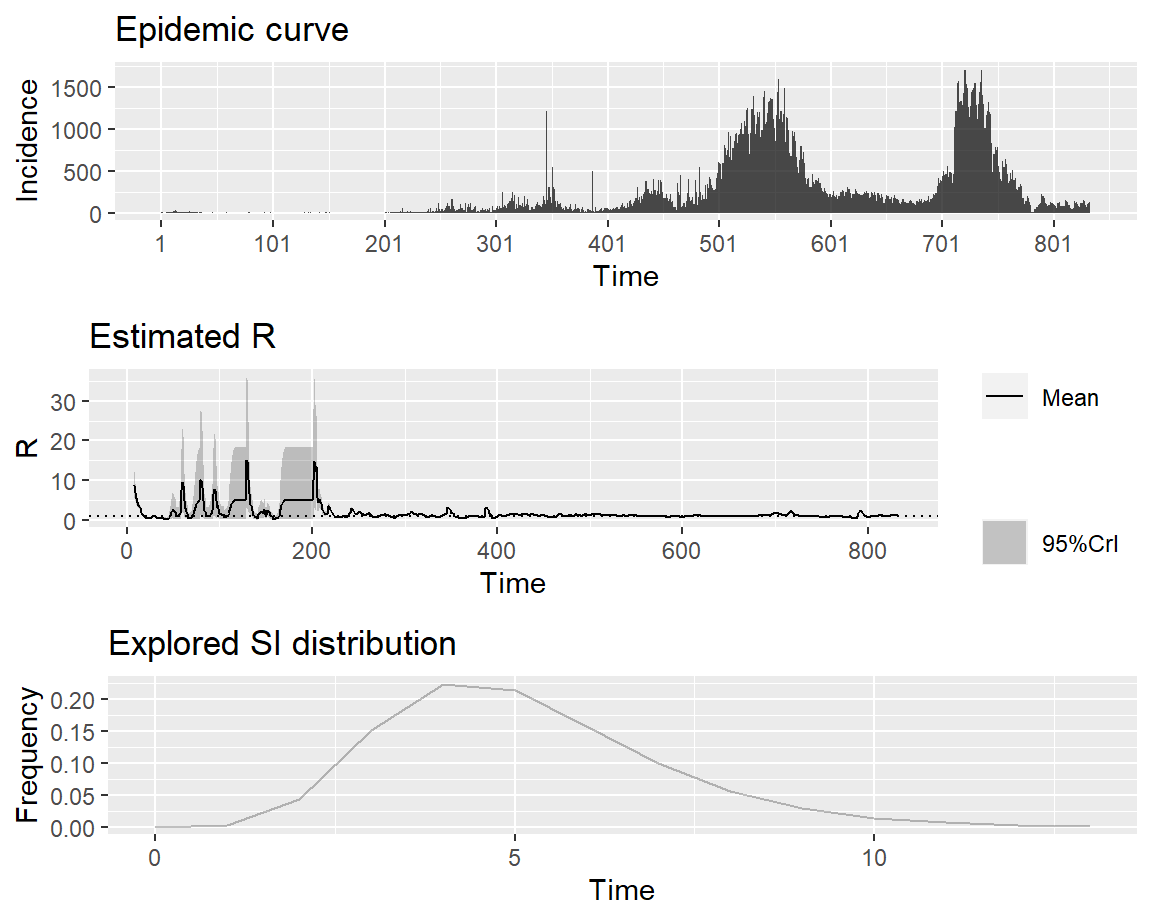 Epidemic curve
Incidence
1500
1000
500
0
1 101 201 301 401 501 601 701 801
Time
Estimated R
R
30
20
10
0
0 200 400 600 800
Time
Mean
95%CrI
Explored SI distribution
Frequency
0.20
0.15
0.10
0.05
0.00
0 5 10
Time